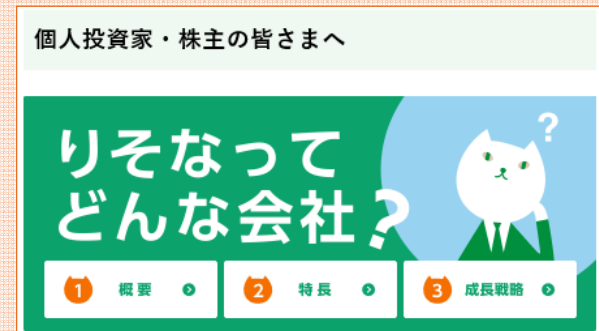 個人投資家・株主の皆さまへ
?
りそなって
どんな会社?
1 概要
2 特長
3 成長戦略